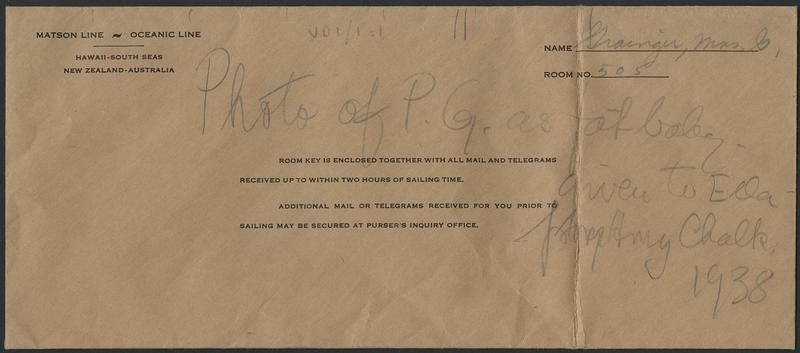 MATSON LINE ~ OCEANIC LINE
HAWAII-SOUTH SEAS
NEW ZEALAND-AUSTRALIA
NAME Grainger, Mrs.
ROOM NO. 505
Photo of P. G. as fat baby.
given to Ella
by Amy Chalk
1938
ROOM KEY IS ENCLOSED TOGETHER WITH ALL MAIL AND TELEGRAMS
RECEIVED UP TO WITHIN TWO HOURS OF SAILING TIME.
ADDITIONAL MAIL OR TELEGRAMS RECEIVED FOR YOU PRIOR TO
SAILING MAY BE SECURED AT PURSER'S INQUIRY OFFICE.